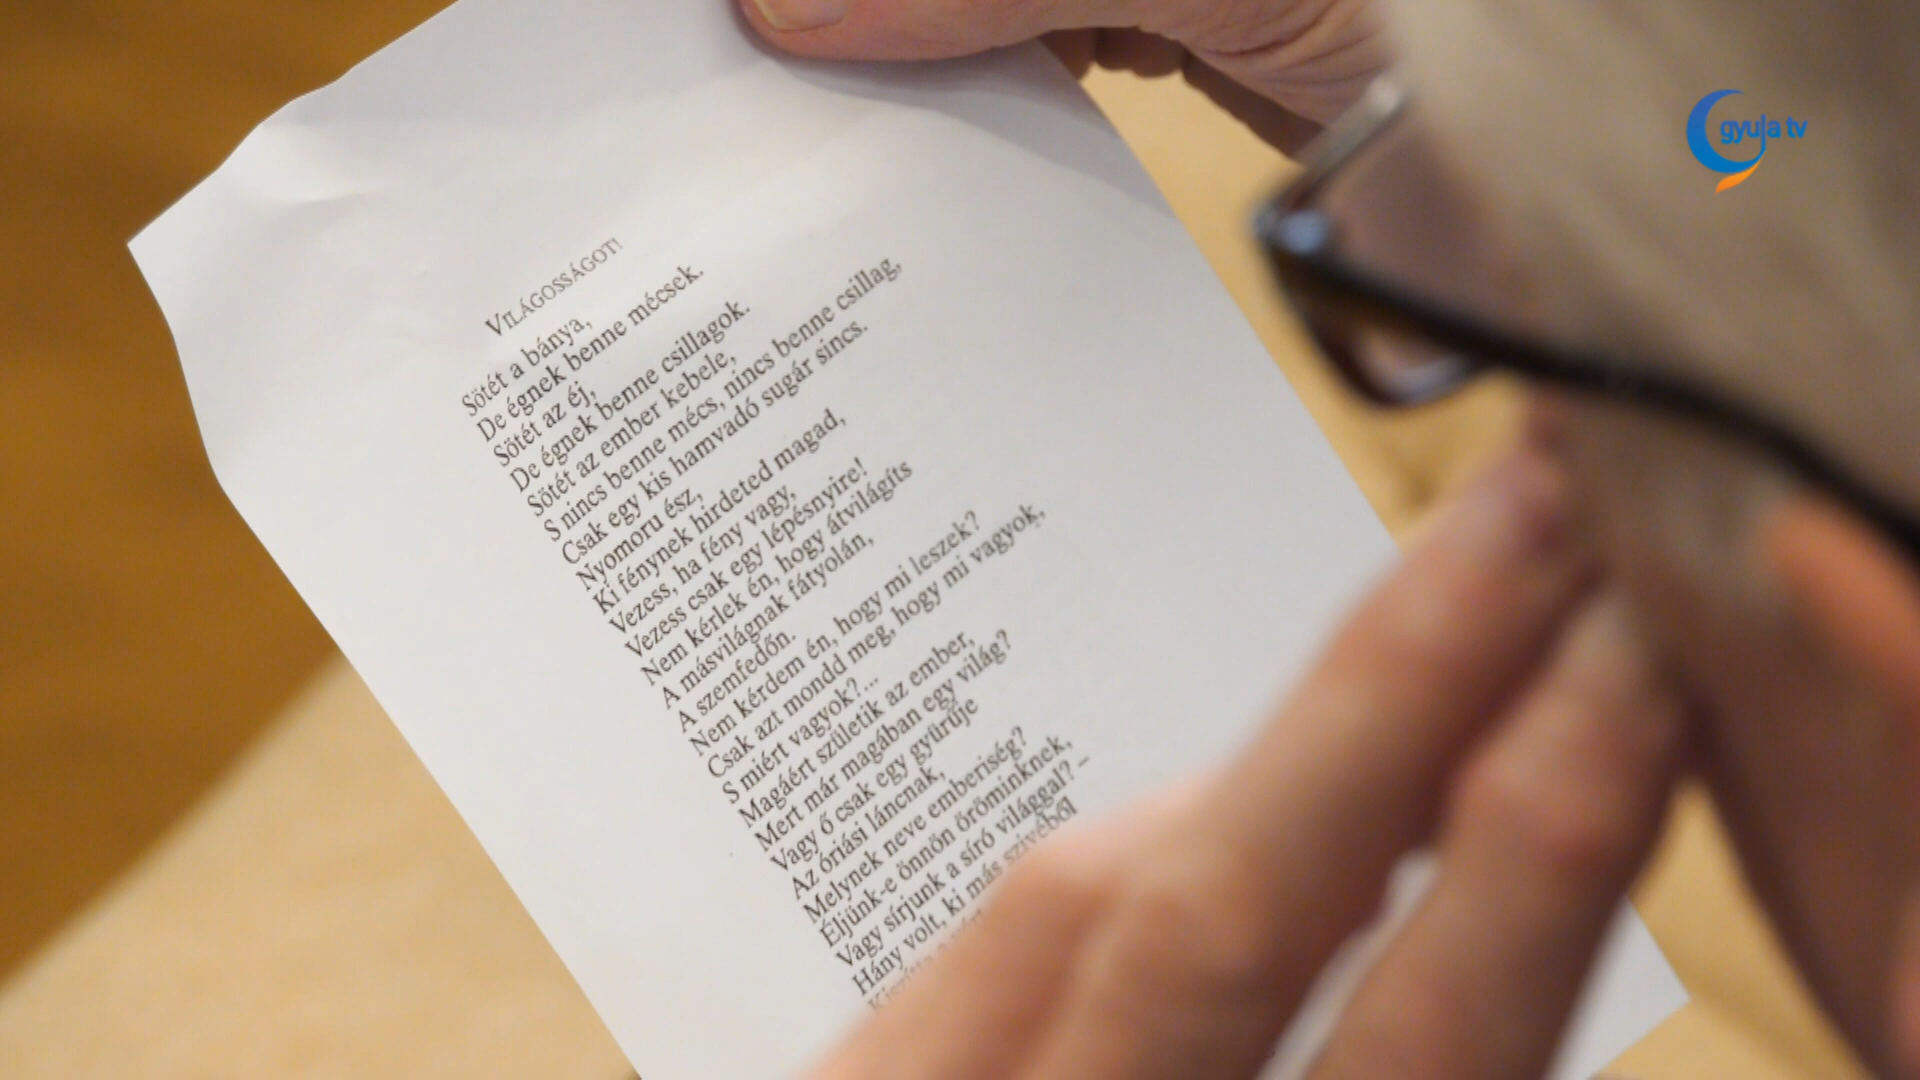 VILÁGOSSÁGOT!
Sötét a bánya,
De égnek benne mécsek.
Sötét az éj,
De égnek benne csillagok.
Sötét az ember kebele,
S nincs benne mécs, nincs benne csillag,
Csak egy kis hamvadó sugár sincs.
Nyomoru ész,
Ki fénynek hirdeted magad,
Vezess, ha fény vagy,
Vezess csak egy lépésnyire!
Nem kérlek én, hogy átvilágíts
A másvilágnak fátyolán,
A szemfedőn.
Nem kérdem én, hogy mi leszek?
Csak azt mondd meg, hogy mi vagyok,
S miért vagyok?...
Magáért születik az ember,
Mert már magában egy világ?
Vagy ő csak egy gyürüje
Az óriási láncnak,
Melynek neve emberiség?
Éljünk-e önnön öröminknek,
Vagy sírjunk a síró világgal? –
Hány volt, ki más szivéből
gyula tv